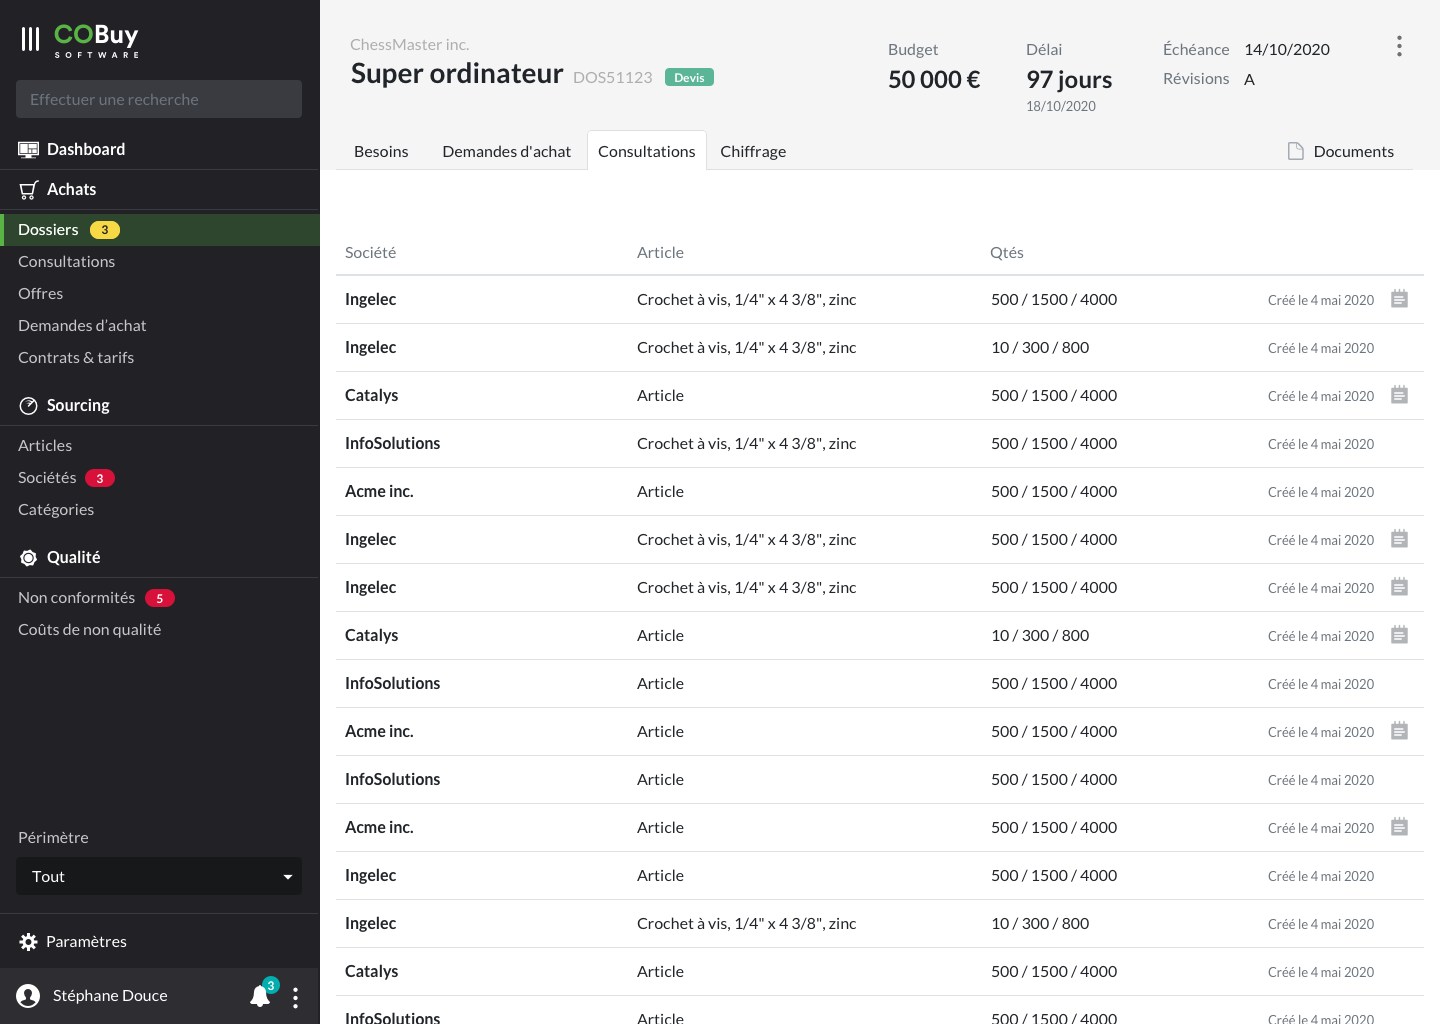 COBuy
SOFTWARE
Effectuer une recherche
Dashboard
Achats
Dossiers 3
Consultations
Offres
Demandes d’achat
Contrats & tarifs
Sourcing
Articles
Sociétés 3
Catégories
Qualité
Non conformités 5
Coûts de non qualité
Périmètre
Tout
Paramètres
Stéphane Douce 3
ChessMaster inc.
Super ordinateur DOS51123 Devis
Budget
50 000 €
Délai
97 jours
18/10/2020
Échéance 14/10/2020
Révisions A
Besoins Demandes d'achat Consultations Chiffrage Documents
Société Article Qtés
Ingelec Crochet à vis, 1/4" x 4 3/8", zinc 500 / 1500 / 4000 Créé le 4 mai 2020
Ingelec Crochet à vis, 1/4" x 4 3/8", zinc 10 / 300 / 800 Créé le 4 mai 2020
Catalys Article 500 / 1500 / 4000 Créé le 4 mai 2020
InfoSolutions Crochet à vis, 1/4" x 4 3/8", zinc 500 / 1500 / 4000 Créé le 4 mai 2020
Acme inc. Article 500 / 1500 / 4000 Créé le 4 mai 2020
Ingelec Crochet à vis, 1/4" x 4 3/8", zinc 500 / 1500 / 4000 Créé le 4 mai 2020
Ingelec Crochet à vis, 1/4" x 4 3/8", zinc 500 / 1500 / 4000 Créé le 4 mai 2020
Catalys Article 10 / 300 / 800 Créé le 4 mai 2020
InfoSolutions Article 500 / 1500 / 4000 Créé le 4 mai 2020
Acme inc. Article 500 / 1500 / 4000 Créé le 4 mai 2020
InfoSolutions Article 500 / 1500 / 4000 Créé le 4 mai 2020
Acme inc. Article 500 / 1500 / 4000 Créé le 4 mai 2020
Ingelec Article 500 / 1500 / 4000 Créé le 4 mai 2020
Ingelec Crochet à vis, 1/4" x 4 3/8", zinc 10 / 300 / 800 Créé le 4 mai 2020
Catalys Article 500 / 1500 / 4000 Créé le 4 mai 2020
InfoSolutions Article 500 / 1500 / 4000 Créé le 4 mai 2020